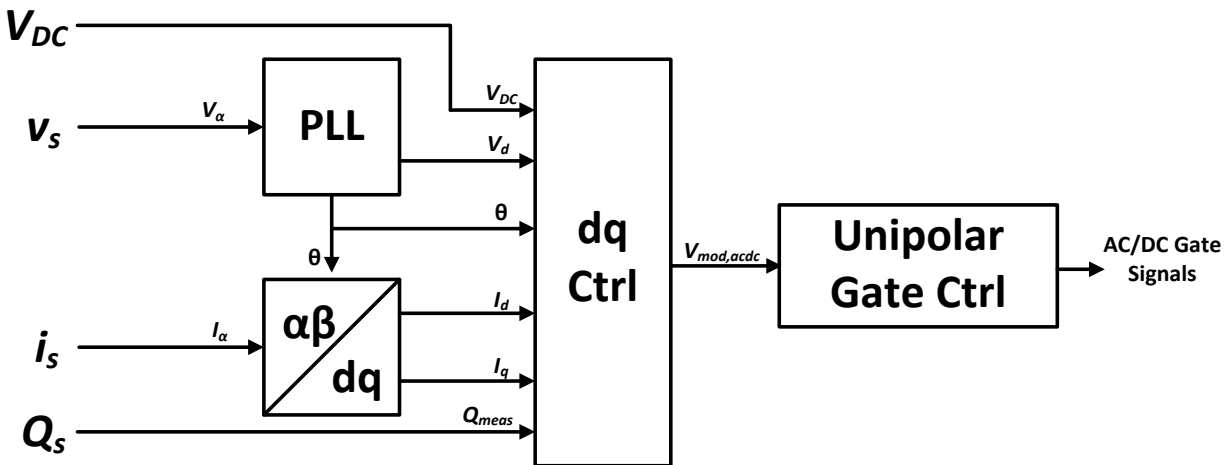 V_DC
V_DC
v_s
V_α
PLL
V_d
θ
θ
dq
Ctrl
V_mod,acdc
Unipolar
Gate Ctrl
AC/DC Gate
Signals
i_s
I_α
αβ
dq
I_d
I_q
Q_s
Q_meas